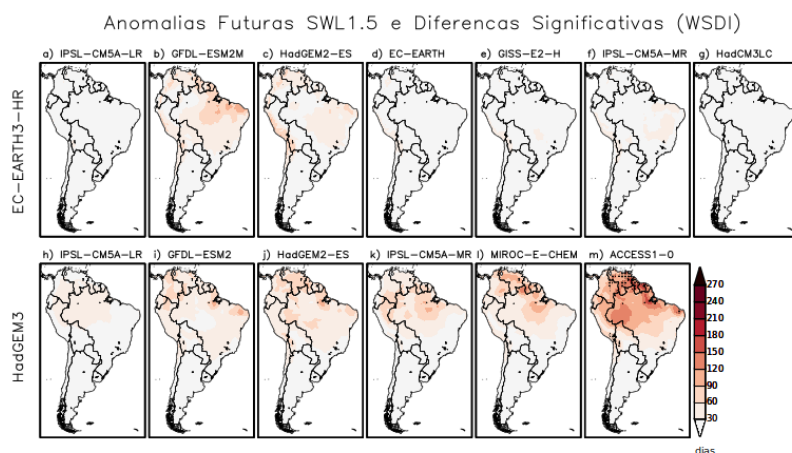 Anomalias Futuras SWL1.5 e Diferencas Significativas (WSDI)
a) IPSL-CM5A-LR b) GFDL-ESM2M c) HadGEM2-ES d) EC-EARTH e) GISS-E2-H f) IPSL-CM5A-MR g) HadCM3LC
EC-EARTH3-HR
h) IPSL-CM5A-LR i) GFDL-ESM2 j) HadGEM2-ES k) IPSL-CM5A-MR l) MIROC-E-CHEM m) ACCESS1-0
HadGEM3
270
240
210
180
150
120
90
60
30
dias